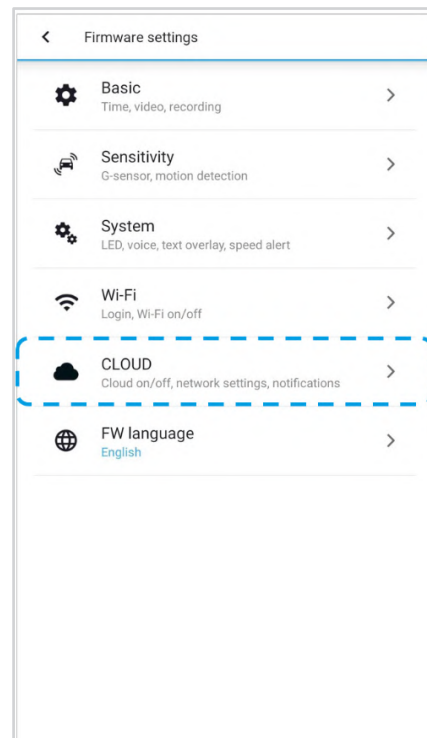 Firmware settings
Basic
Time, video, recording
Sensitivity
G-sensor, motion detection
System
LED, voice, text overlay, speed alert
Wi-Fi
Login, Wi-Fi on/off
CLOUD
Cloud on/off, network settings, notifications
FW language
English